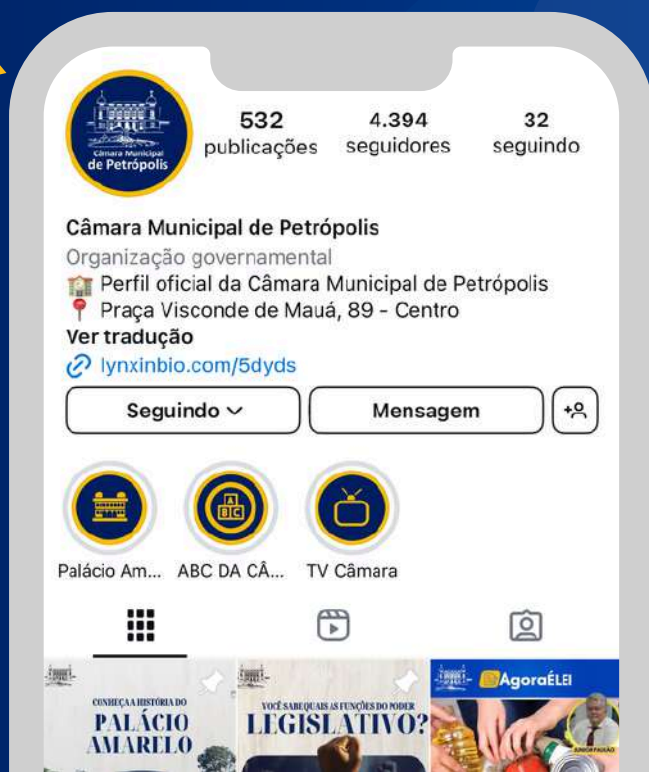 Câmara Municipal
de Petrópolis
532
publicações
4.394
seguidores
32
seguindo
Câmara Municipal de Petrópolis
Organização governamental
Perfil oficial da Câmara Municipal de Petrópolis
Praça Visconde de Mauá, 89 - Centro
Ver tradução
lynxinbio.com/5dyds
Seguindo
Mensagem
Palácio Am...
ABC DA CÂ...
TV Câmara
CONHEÇA A HISTÓRIA DO
PALÁCIO
AMARELO
VOCÊ SABE QUAIS AS FUNÇÕES DO PODER
LEGISLATIVO?
AgoraÉLEI
JUNIOR PAIXÃO